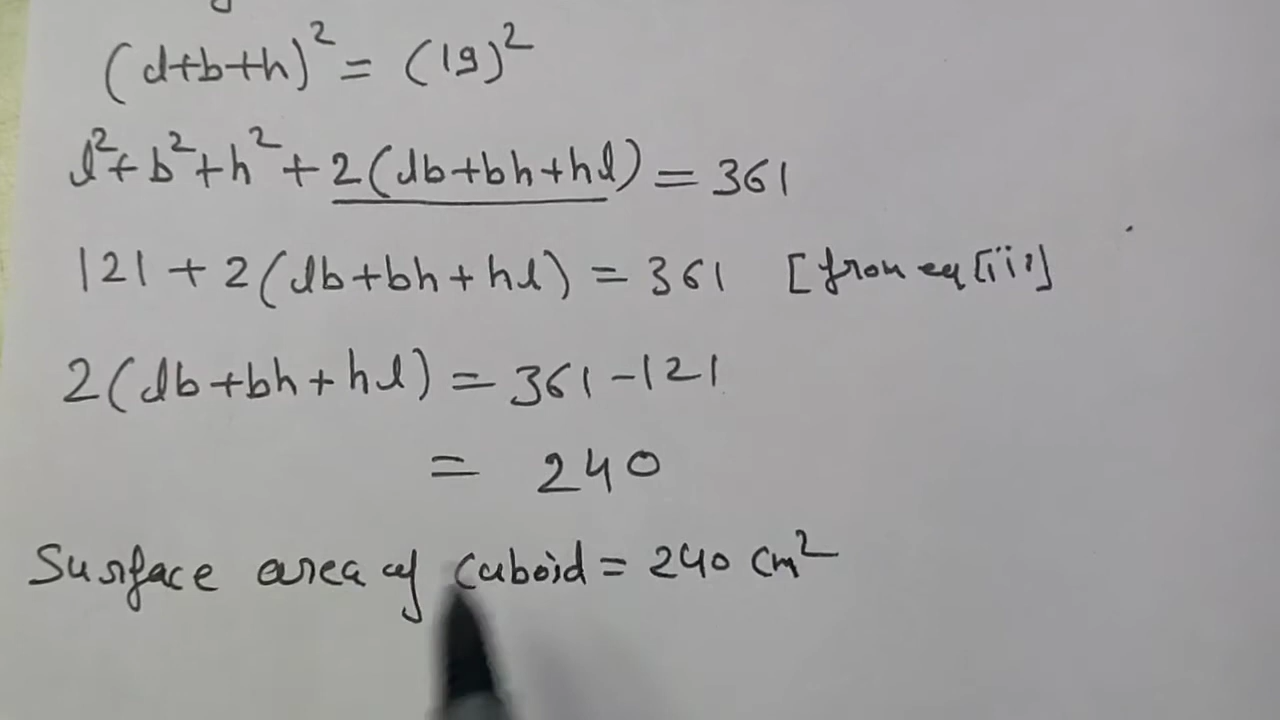 (l+b+h)² = (19)²
l²+b²+h²+2(lb+bh+hl) = 361
121+2(lb+bh+hl) = 361 [from eq[ii]
2(lb+bh+hl) = 361-121
= 240
Surface area of cuboid = 240 cm²